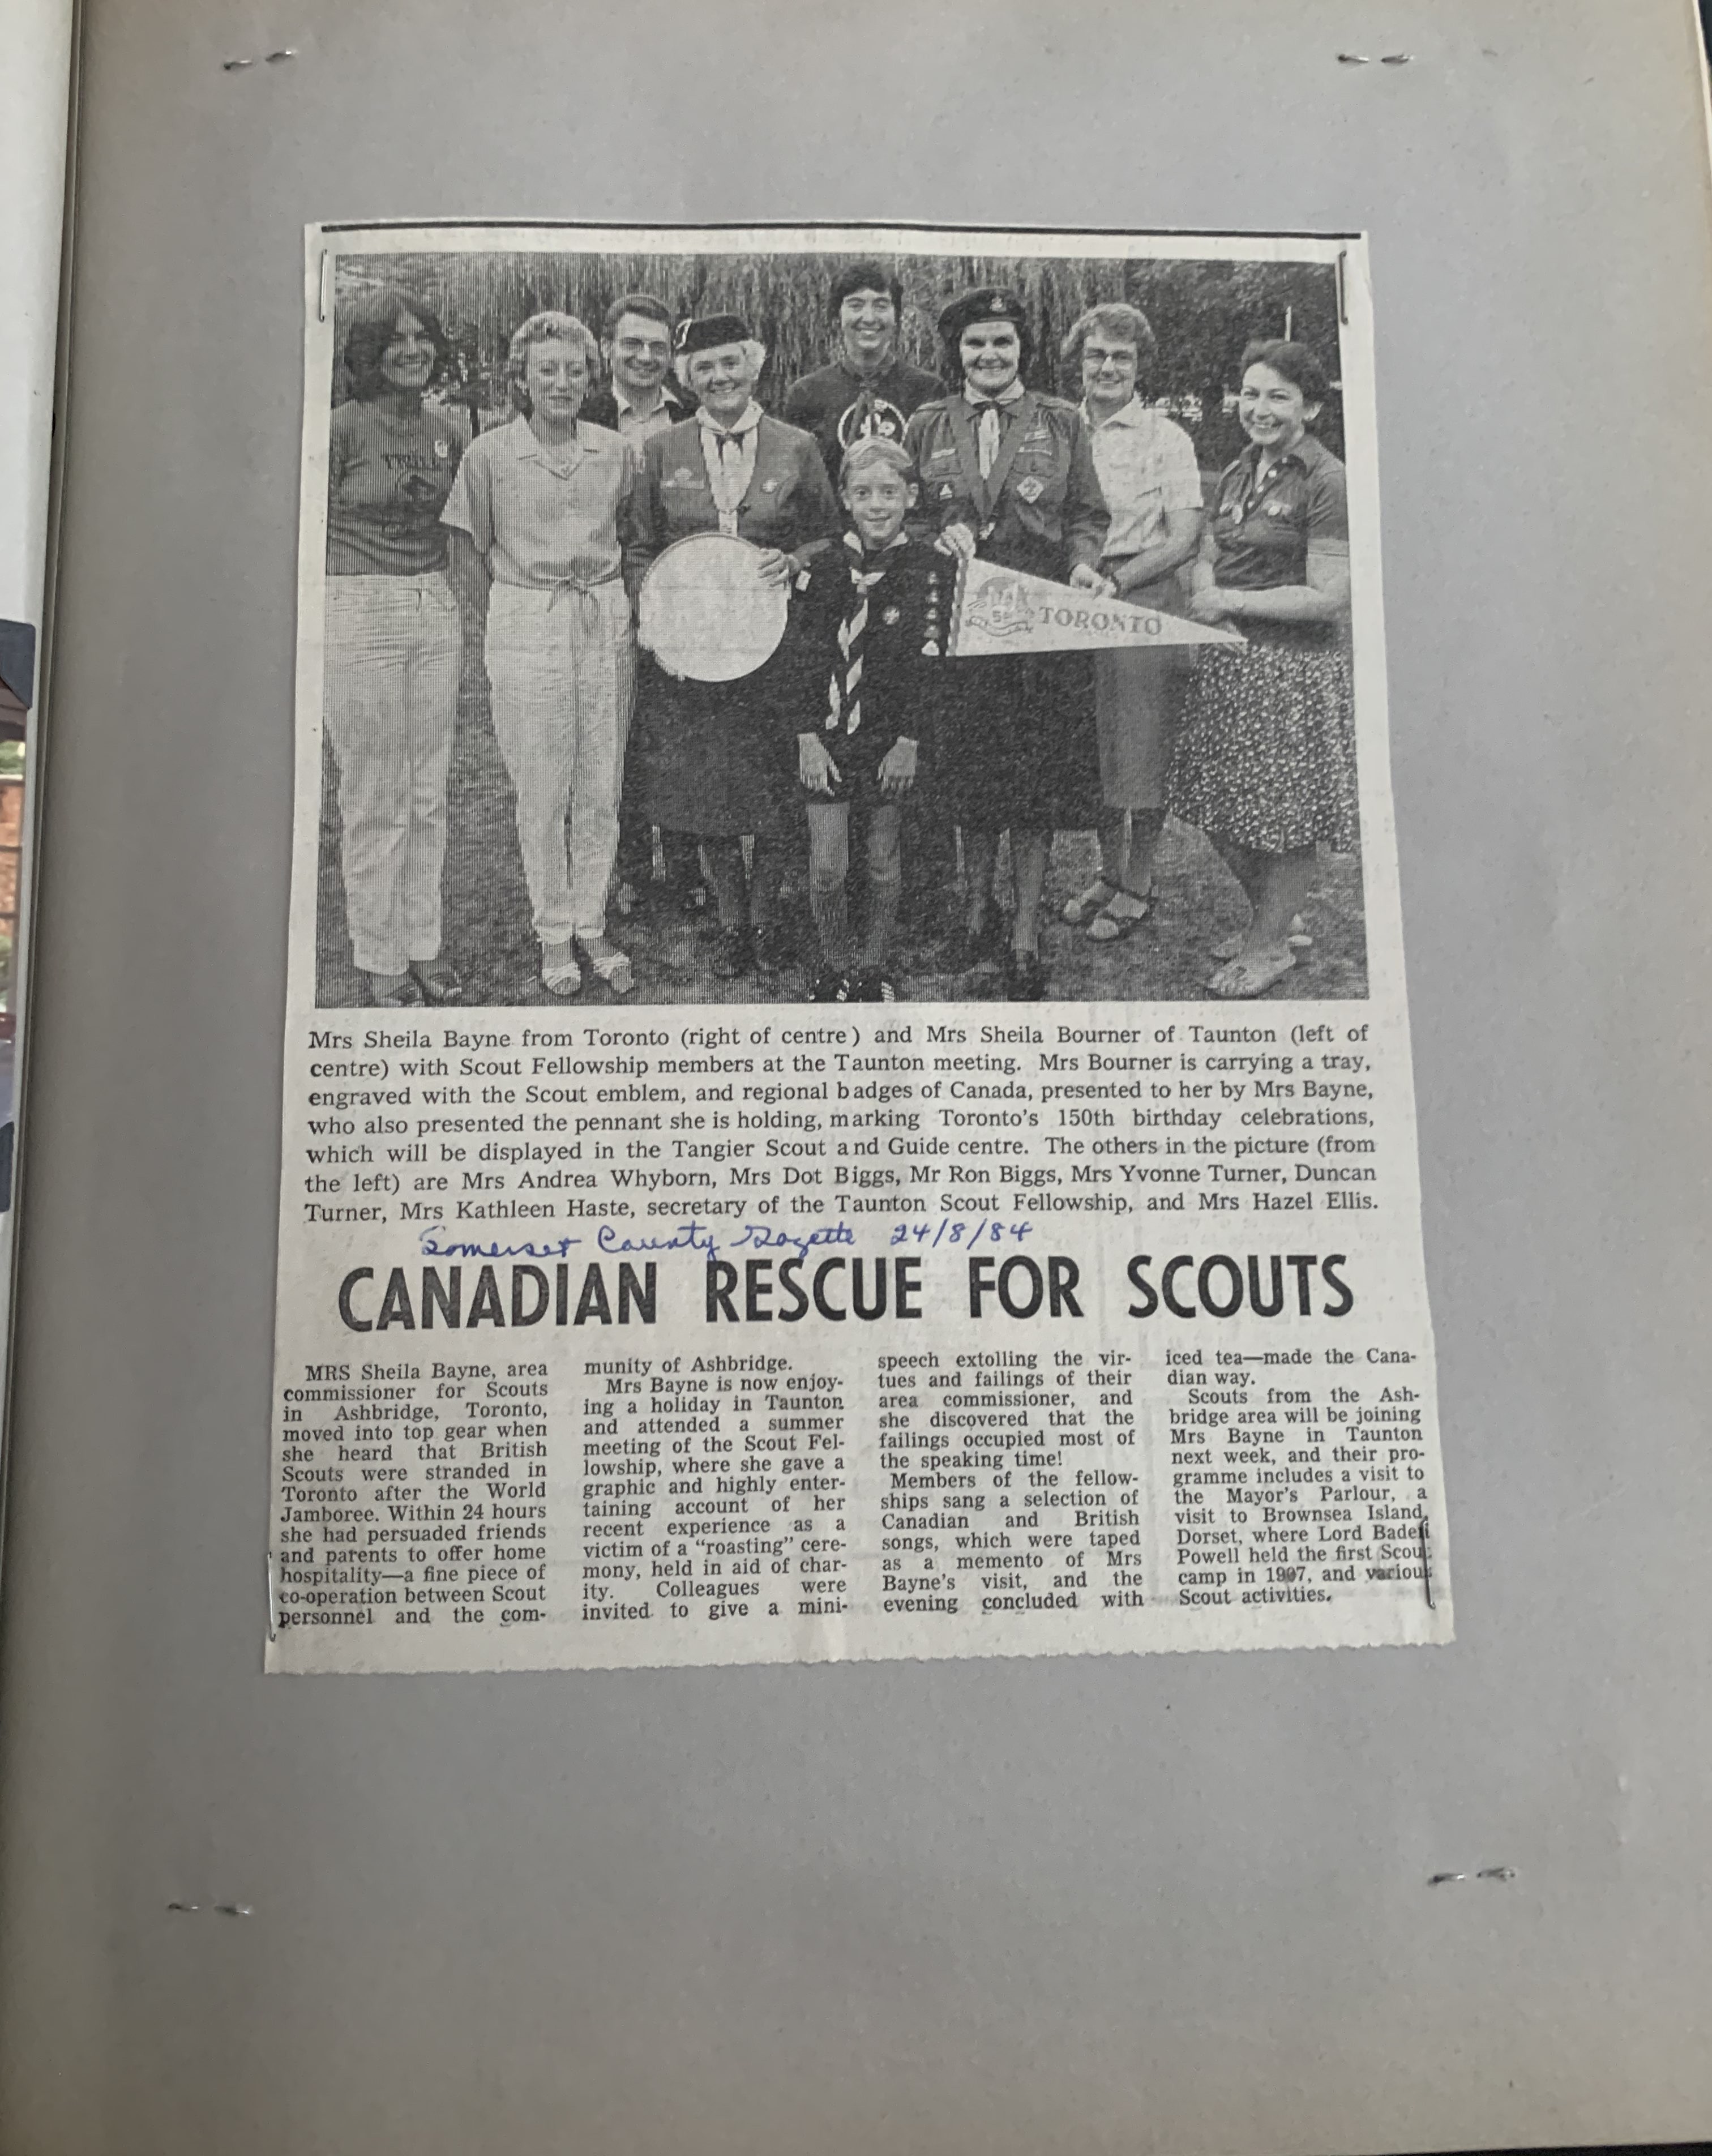 TORONTO
Mrs Sheila Bayne from Toronto (right of centre) and Mrs Sheila Bourner of Taunton (left of
centre) with Scout Fellowship members at the Taunton meeting. Mrs Bourner is carrying a tray,
engraved with the Scout emblem, and regional badges of Canada, presented to her by Mrs Bayne,
who also presented the pennant she is holding, marking Toronto's 150th birthday celebrations,
which will be displayed in the Tangier Scout and Guide centre. The others in the picture (from
the left) are Mrs Andrea Whyborn, Mrs Dot Biggs, Mr Ron Biggs, Mrs Yvonne Turner, Duncan
Turner, Mrs Kathleen Haste, secretary of the Taunton Scout Fellowship, and Mrs Hazel Ellis.
Somerset County Gazette 24/8/84
CANADIAN RESCUE FOR SCOUTS
MRS Sheila Bayne, area
commissioner for Scouts
in Ashbridge, Toronto,
moved into top gear when
she heard that British
Scouts were stranded in
Toronto after the World
Jamboree. Within 24 hours
she had persuaded friends
and parents to offer home
hospitality—a fine piece of
co-operation between Scout
personnel and the com-
munity of Ashbridge.
Mrs Bayne is now enjoy-
ing a holiday in Taunton
and attended a summer
meeting of the Scout Fel-
lowship, where she gave a
graphic and highly enter-
taining account of her
recent experience as a
victim of a "roasting" cere-
mony, held in aid of char-
ity. Colleagues were
invited to give a mini-
speech extolling the vir-
tues and failings of their
area commissioner, and
she discovered that the
failings occupied most of
the speaking time!
Members of the fellow-
ships sang a selection of
Canadian and British
songs, which were taped
as a memento of Mrs
Bayne's visit, and the
evening concluded with
iced tea—made the Cana-
dian way.
Scouts from the Ash-
bridge area will be joining
Mrs Bayne in Taunton
next week, and their pro-
gramme includes a visit to
the Mayor's Parlour, a
visit to Brownsea Island,
Dorset, where Lord Baden
Powell held the first Scout
camp in 1907, and various
Scout activities.